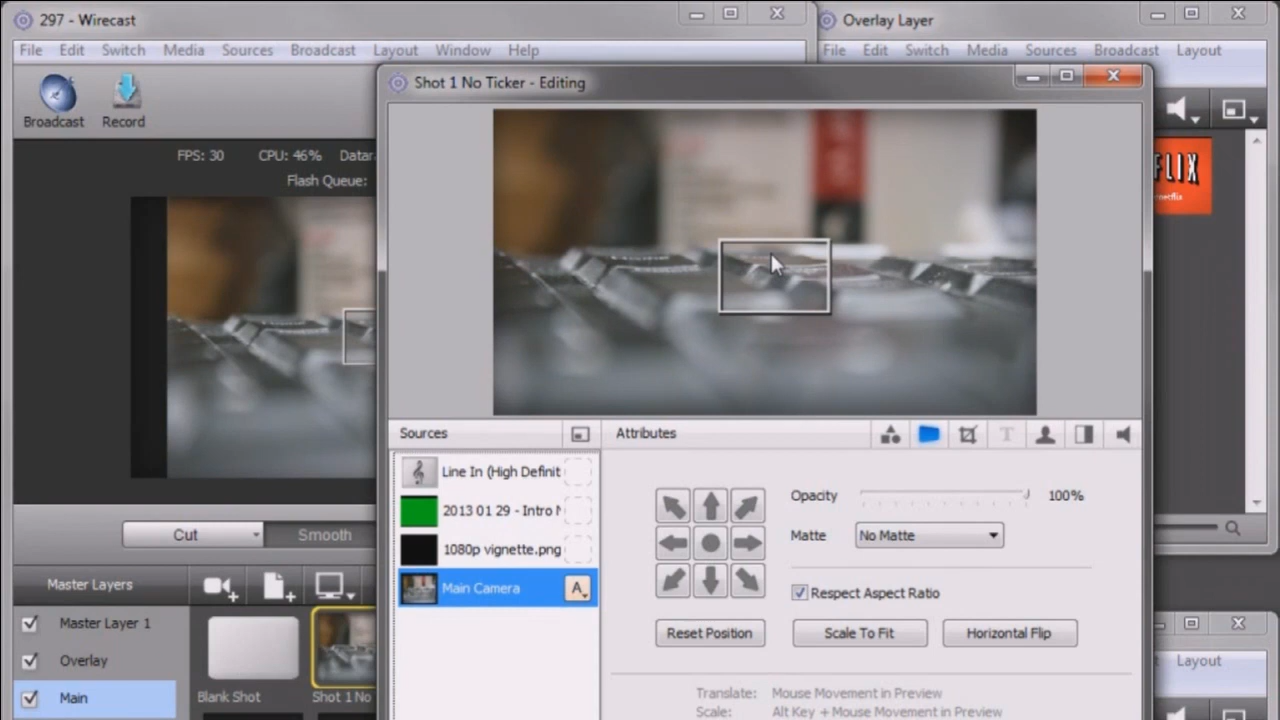 297 - Wirecast
Overlay Layer
File Edit Switch Media Sources Broadcast Layout Window Help
File Edit Switch Media Sources Broadcast Layout
Shot 1 No Ticker - Editing
Broadcast Record
FPS: 30 CPU: 46% Datar
Flash Queue:
FLIX
netflix
Sources
Attributes
T
Line In (High Definit
2013 01 29 - Intro
1080p vignette.png
Main Camera
A
Opacity 100%
Matte No Matte
Respect Aspect Ratio
Reset Position Scale To Fit Horizontal Flip
Translate: Mouse Movement in Preview
Scale: Alt Key + Mouse Movement in Preview
Cut Smooth
Master Layers
Master Layer 1
Overlay
Main
Blank Shot Shot 1 No
Layout